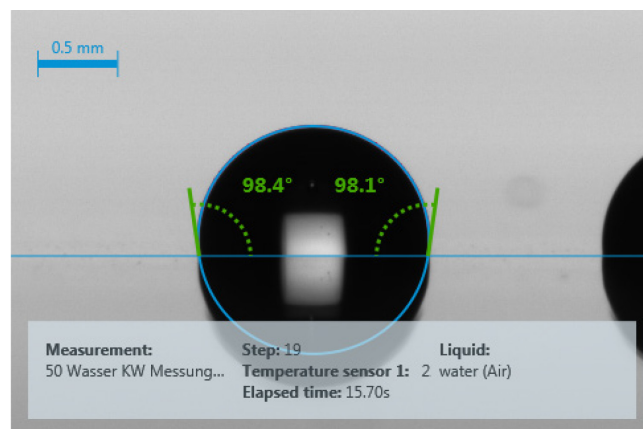 0.5 mm
98.4° 98.1°
Measurement: Step: 19 Liquid:
50 Wasser KW Messung... Temperature sensor 1: 2 water (Air)
Elapsed time: 15.70s